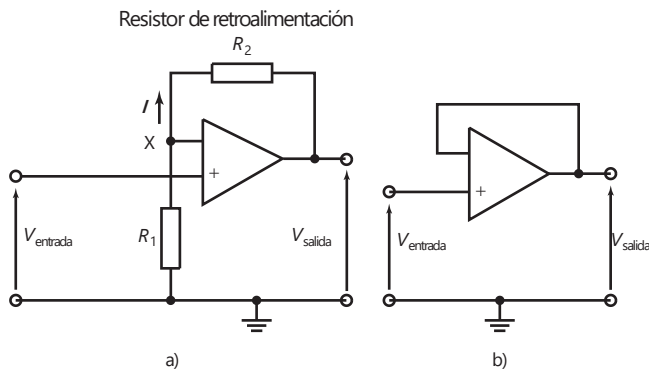 Resistor de retroalimentación
R2
I
X
+
R1
Ventrada
Vsalida
a)
+
Ventrada
Vsalida
b)